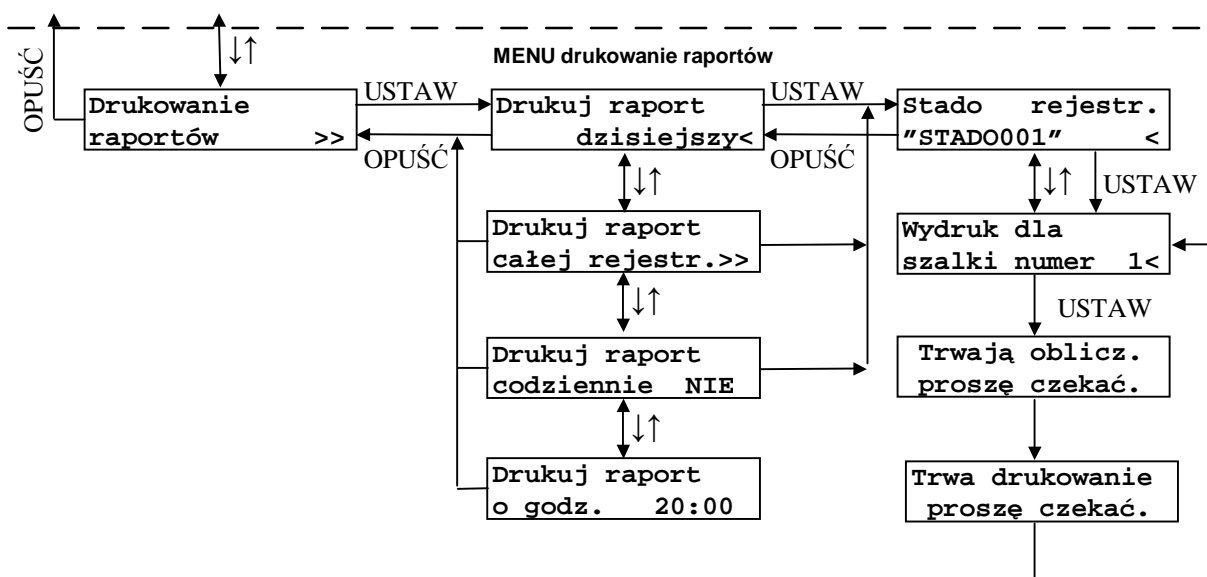 OPUŚĆ
↓↑
MENU drukowanie raportów
Drukowanie
raportów >>
USTAW
OPUŚĆ
Drukuj raport
dzisiejszy<
USTAW
OPUŚĆ
Stado rejestr.
"STADO001" <
↓↑
↓↑
USTAW
Drukuj raport
całej rejestr.>>
Wydruk dla
szalki numer 1<
↓↑
USTAW
Drukuj raport
codziennie NIE
Trwają oblicz.
proszę czekać.
↓↑
Drukuj raport
o godz. 20:00
Trwa drukowanie
proszę czekać.